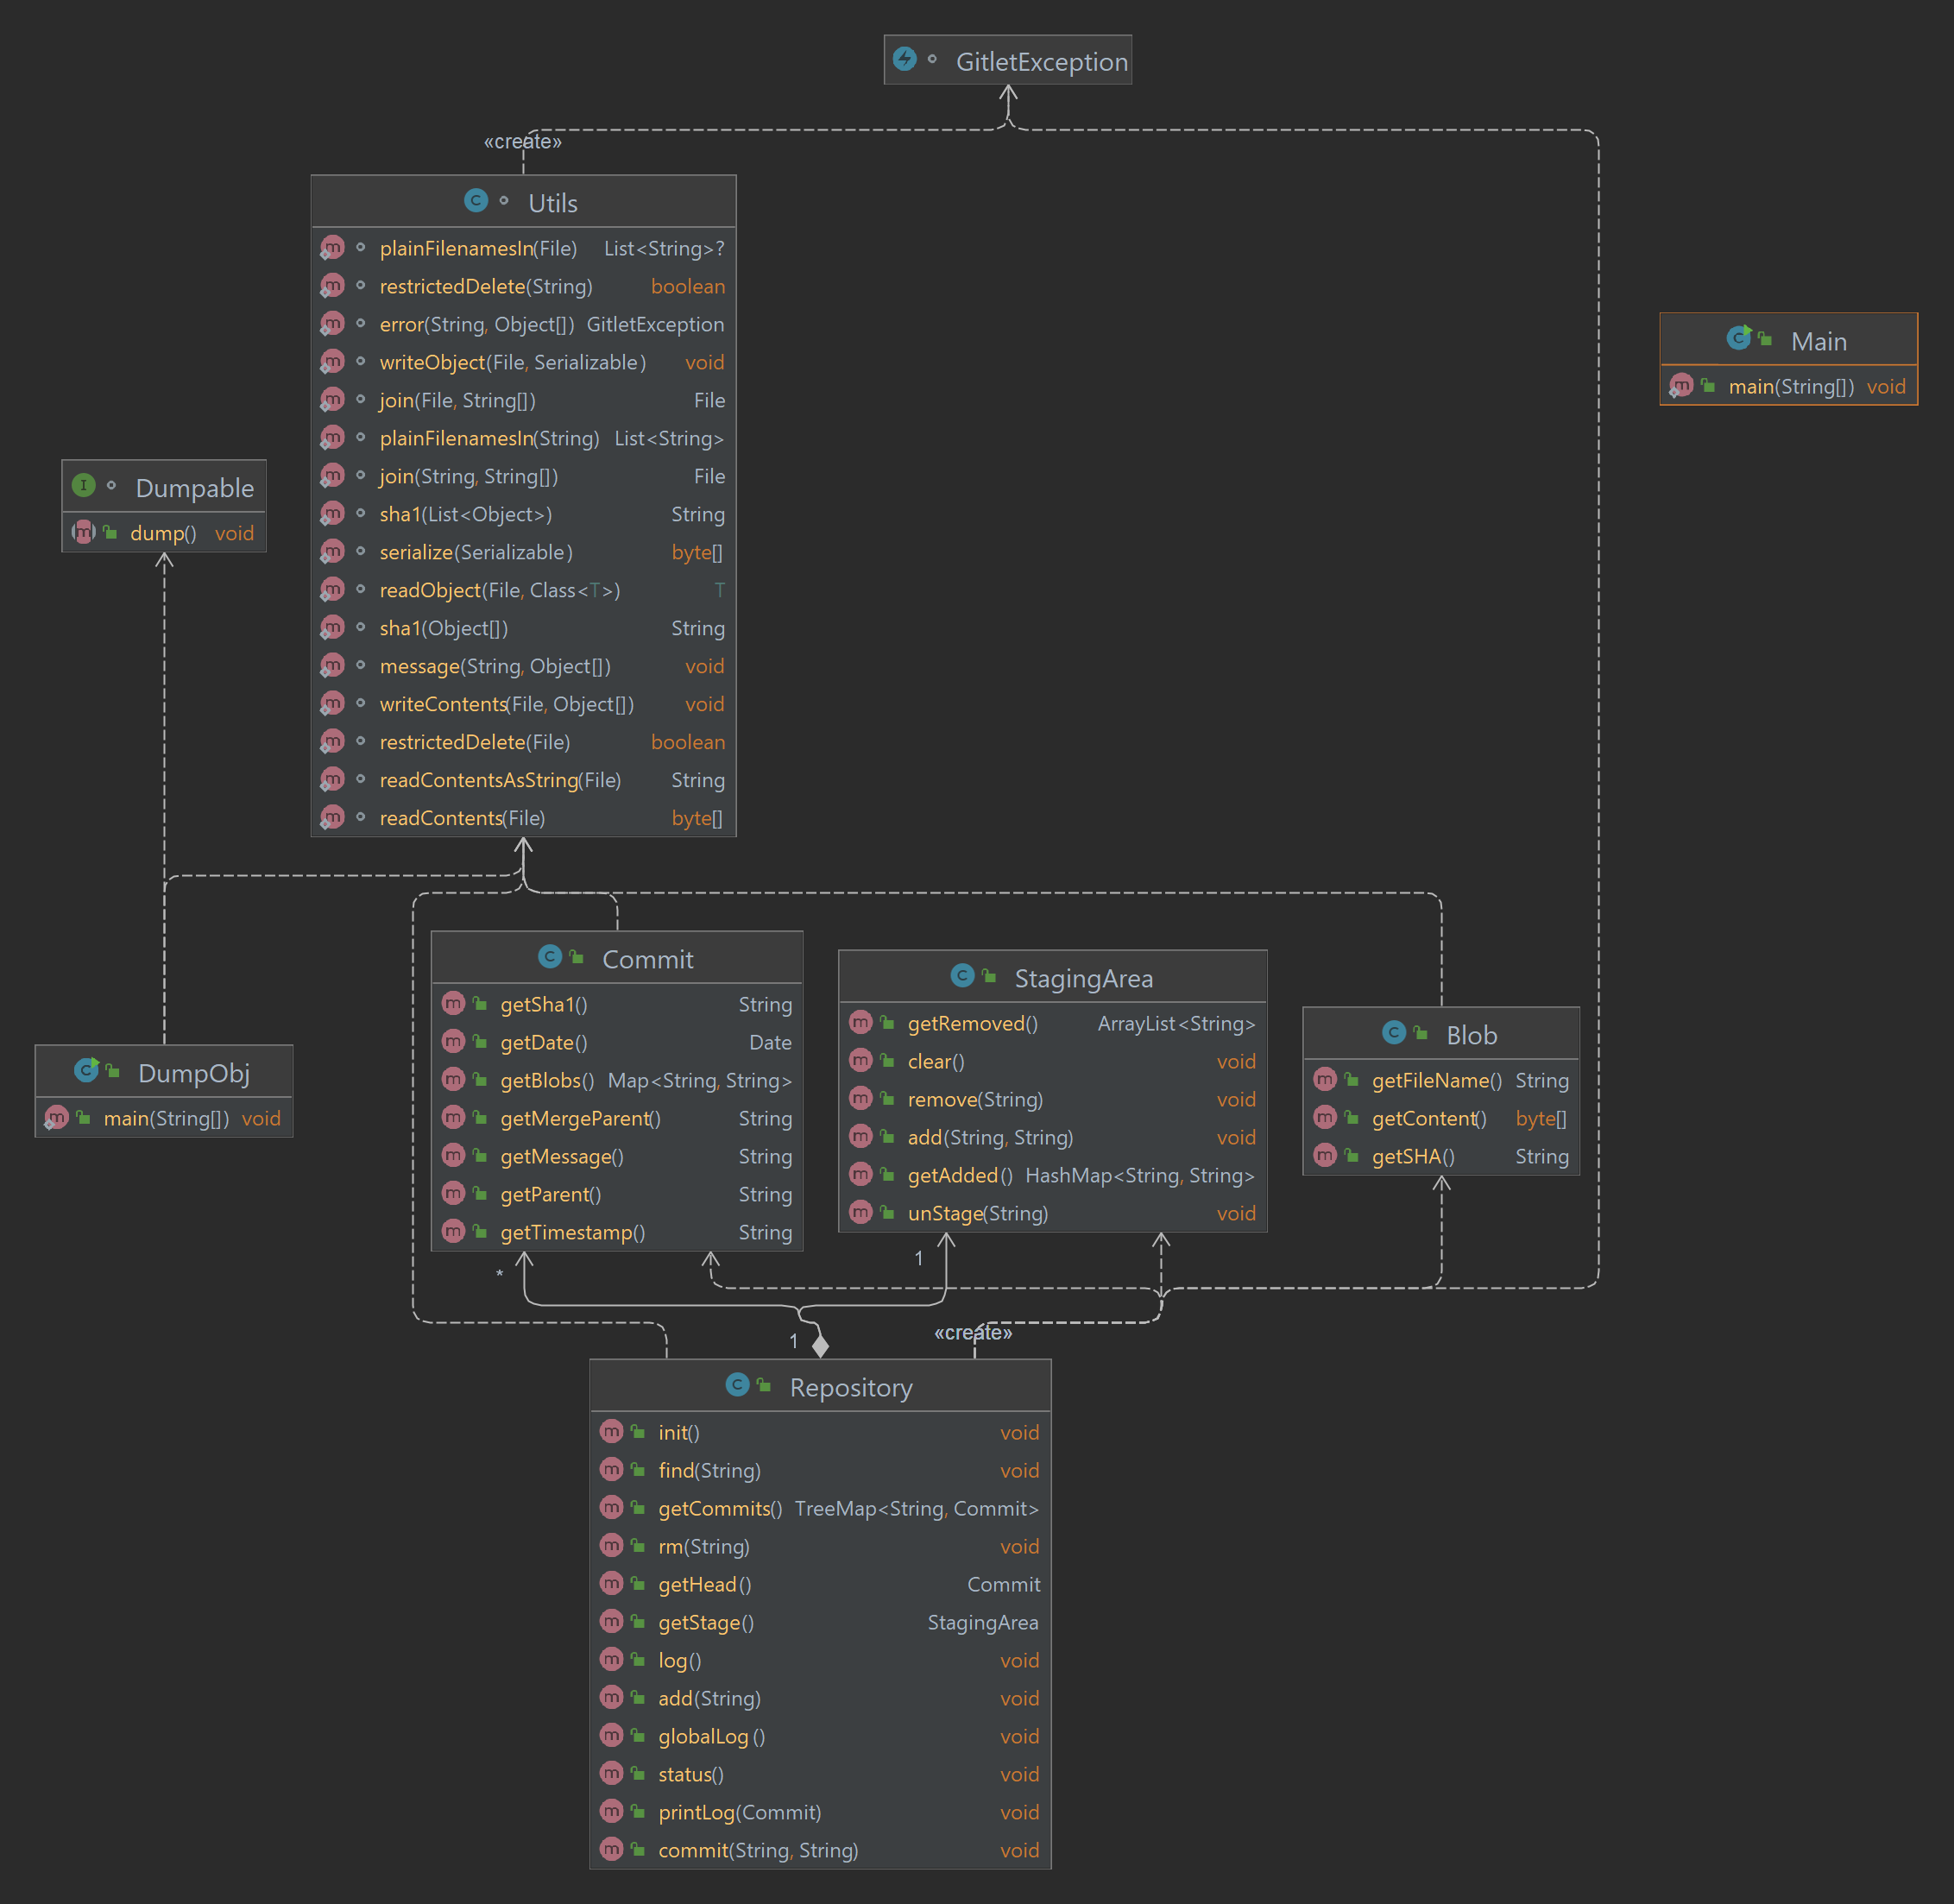 GitletException
«create»
Utils
plainFilenamesIn(File) List<String>?
restrictedDelete(String) boolean
error(String, Object[]) GitletException
writeObject(File, Serializable) void
join(File, String[]) File
plainFilenamesIn(String) List<String>
join(String, String[]) File
sha1(List<Object>) String
serialize(Serializable) byte[]
readObject(File, Class<T>) T
sha1(Object[]) String
message(String, Object[]) void
writeContents(File, Object[]) void
restrictedDelete(File) boolean
readContentsAsString(File) String
readContents(File) byte[]
Main
main(String[]) void
Dumpable
dump() void
DumpObj
main(String[]) void
Commit
getSha1() String
getDate() Date
getBlobs() Map<String, String>
getMergeParent() String
getMessage() String
getParent() String
getTimestamp() String
StagingArea
getRemoved() ArrayList<String>
clear() void
remove(String) void
add(String, String) void
getAdded() HashMap<String, String>
unStage(String) void
Blob
getFileName() String
getContent() byte[]
getSHA() String
*
1
1
«create»
Repository
init() void
find(String) void
getCommits() TreeMap<String, Commit>
rm(String) void
getHead() Commit
getStage() StagingArea
log() void
add(String) void
globalLog() void
status() void
printLog(Commit) void
commit(String, String) void